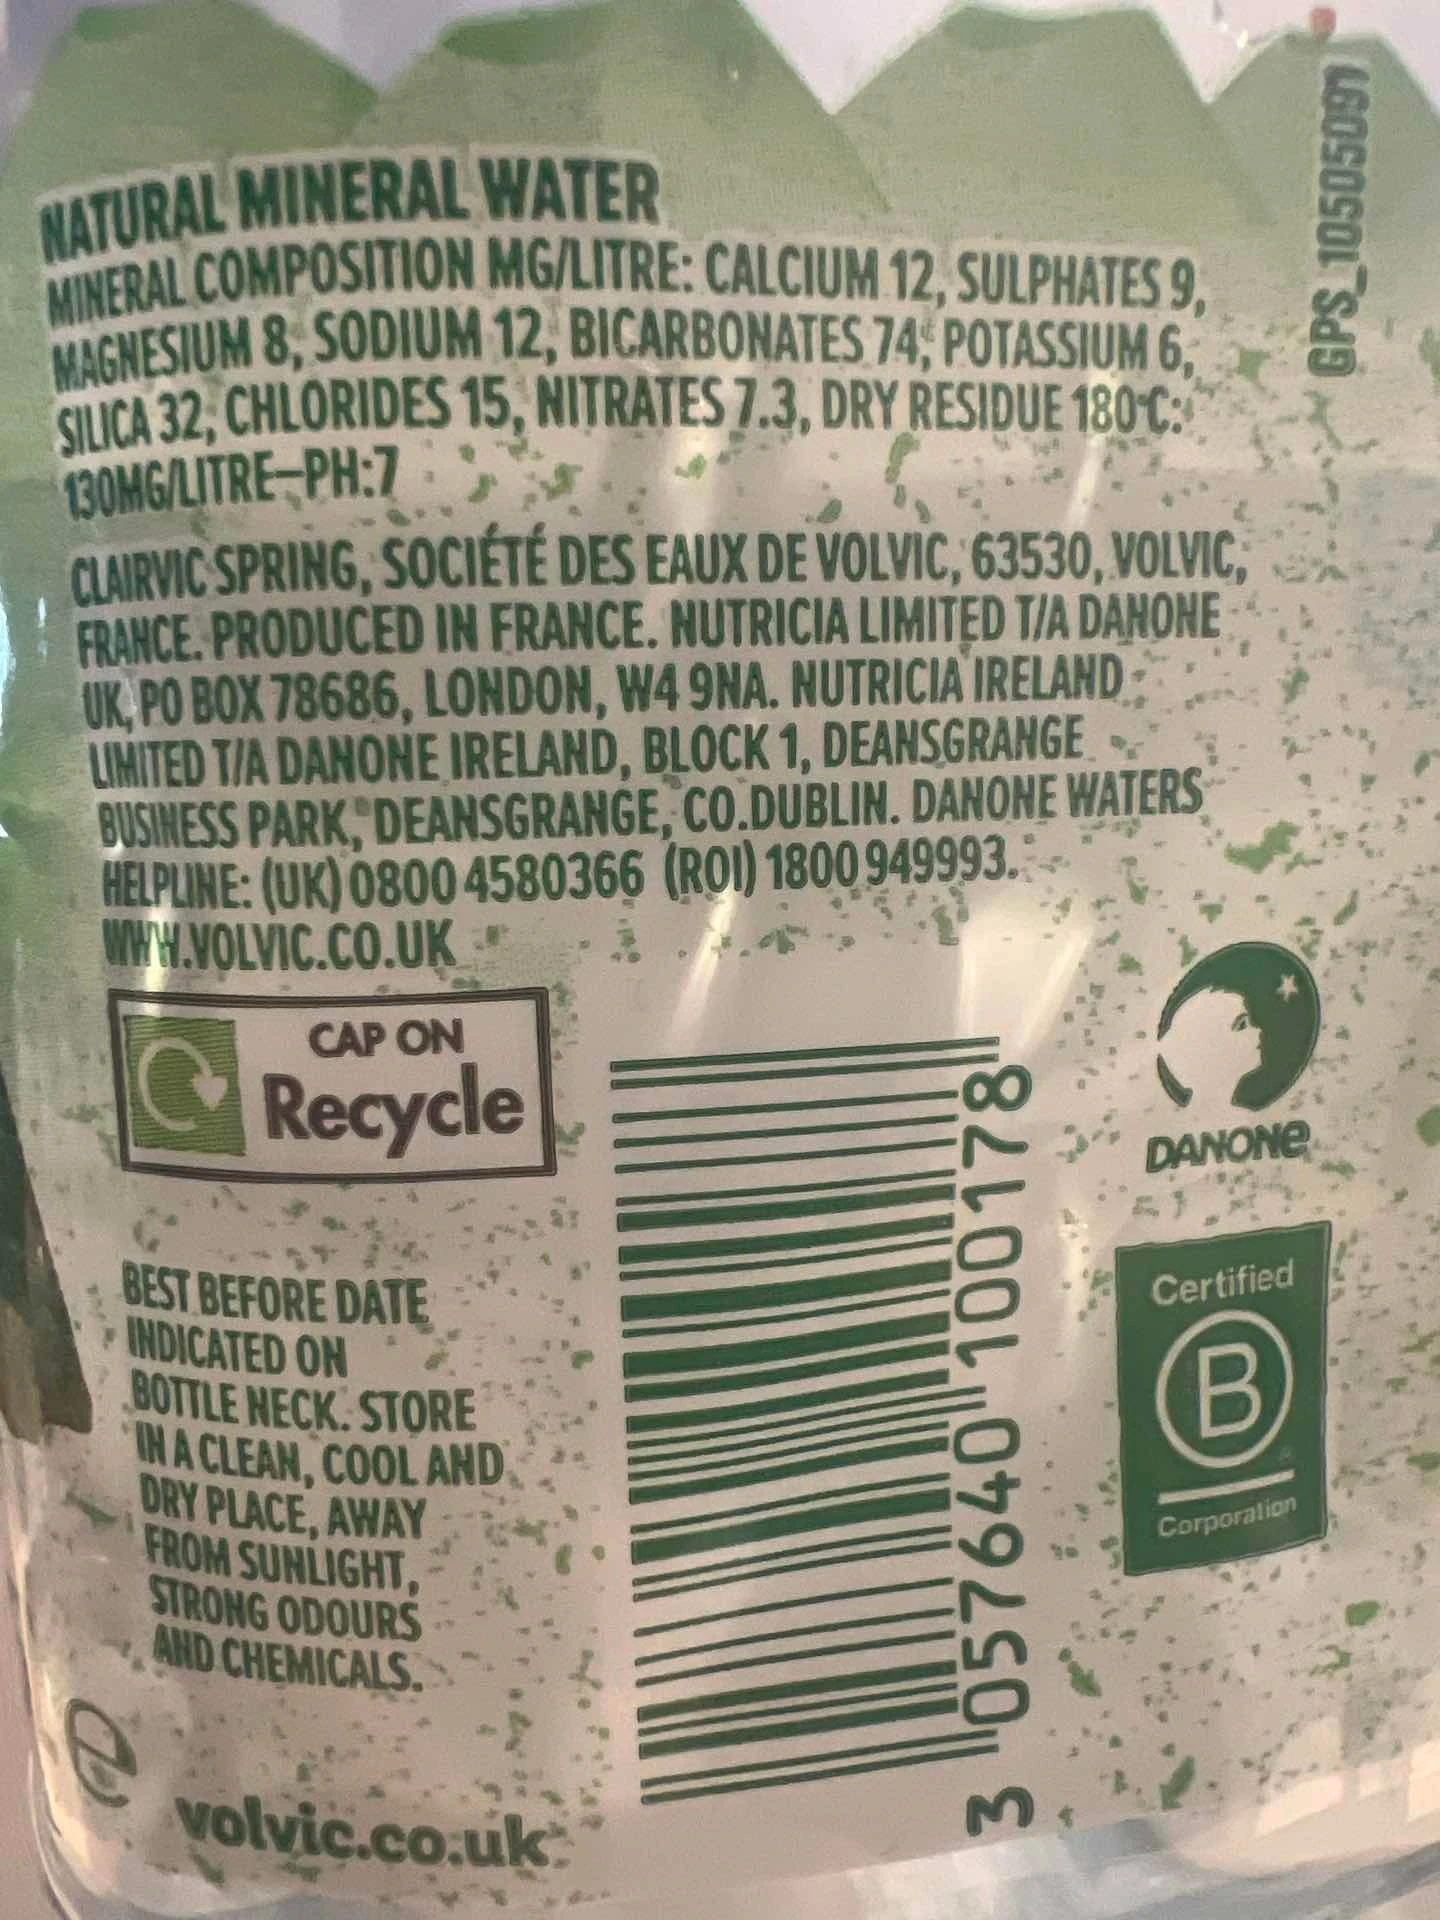 NATURAL MINERAL WATER
MINERAL COMPOSITION MG/LITRE: CALCIUM 12, SULPHATES 9,
MAGNESIUM 8, SODIUM 12, BICARBONATES 74, POTASSIUM 6,
SILICA 32, CHLORIDES 15, NITRATES 7.3, DRY RESIDUE 180°C:
130MG/LITRE–PH:7
CLAIRVIC SPRING, SOCIÉTÉ DES EAUX DE VOLVIC, 63530, VOLVIC,
FRANCE. PRODUCED IN FRANCE. NUTRICIA LIMITED T/A DANONE
UK, PO BOX 78686, LONDON, W4 9NA. NUTRICIA IRELAND
LIMITED T/A DANONE IRELAND, BLOCK 1, DEANSGRANGE
BUSINESS PARK, DEANSGRANGE, CO.DUBLIN. DANONE WATERS
HELPLINE: (UK) 0800 4580366 (ROI) 1800 949993.
WWW.VOLVIC.CO.UK
CAP ON
Recycle
BEST BEFORE DATE
INDICATED ON
BOTTLE NECK. STORE
IN A CLEAN, COOL AND
DRY PLACE, AWAY
FROM SUNLIGHT,
STRONG ODOURS
AND CHEMICALS.
e
volvic.co.uk
3 057640 100178
DANONE
Certified
B
Corporation
GPS_10505091